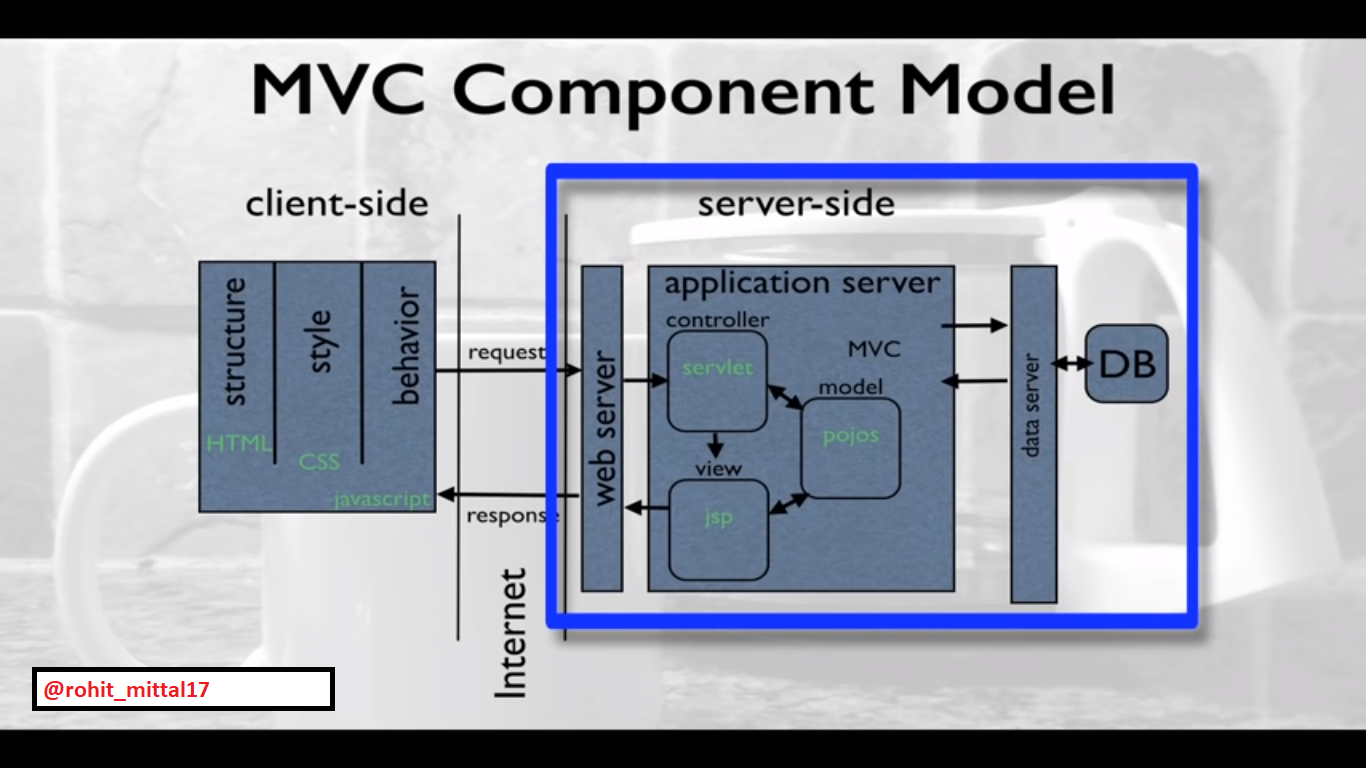 MVC Component Model
client-side
server-side
structure
style
behavior
HTML
CSS
javascript
request
response
Internet
web server
application server
controller
servlet
MVC
model
pojos
view
jsp
data server
DB
@rohit_mittal17